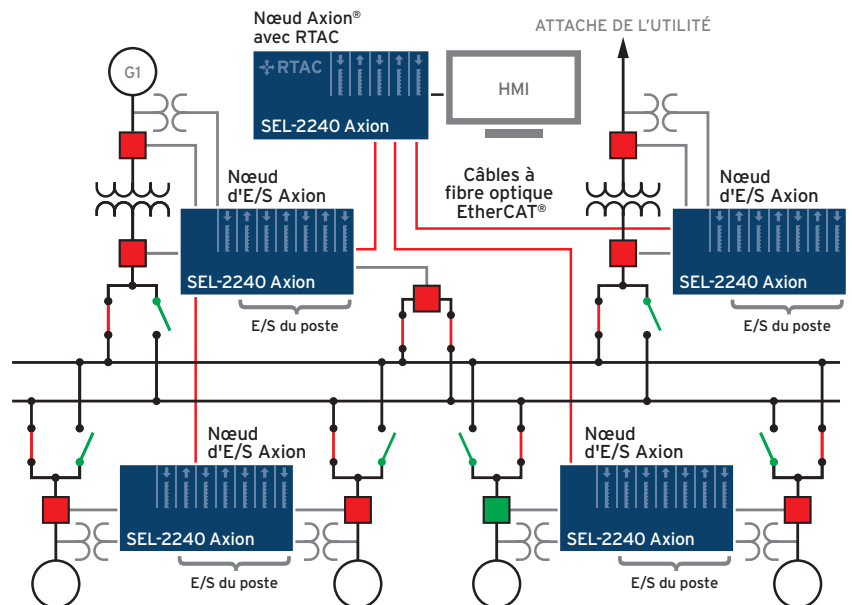 Nœud Axion®
avec RTAC
ATTACHE DE L'UTILITÉ
G1
RTAC
SEL-2240 Axion
HMI
Câbles à
fibre optique
EtherCAT®
Nœud
d'E/S Axion
SEL-2240 Axion
E/S du poste
Nœud
d'E/S Axion
SEL-2240 Axion
E/S du poste
Nœud
d'E/S Axion
SEL-2240 Axion
E/S du poste
Nœud
d'E/S Axion
SEL-2240 Axion
E/S du poste